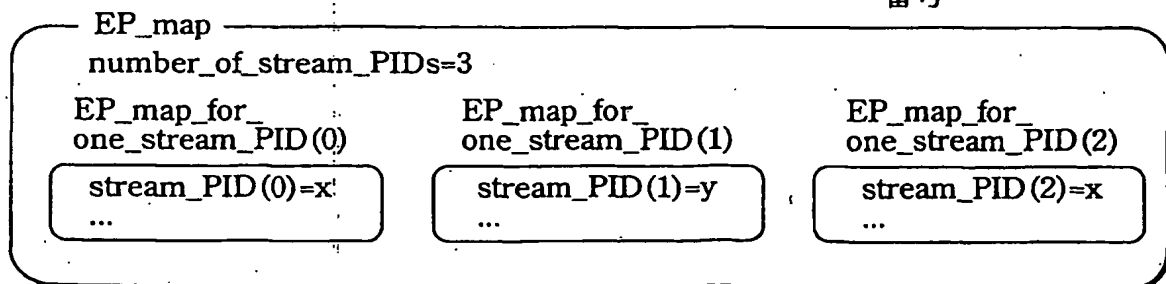 EP_map
number_of_stream_PIDs=3
EP_map_for_ EP_map_for_ EP_map_for_
one_stream_PID(0) one_stream_PID(1) one_stream_PID(2)
stream_PID(0)=x stream_PID(1)=y stream_PID(2)=x
... ... ...